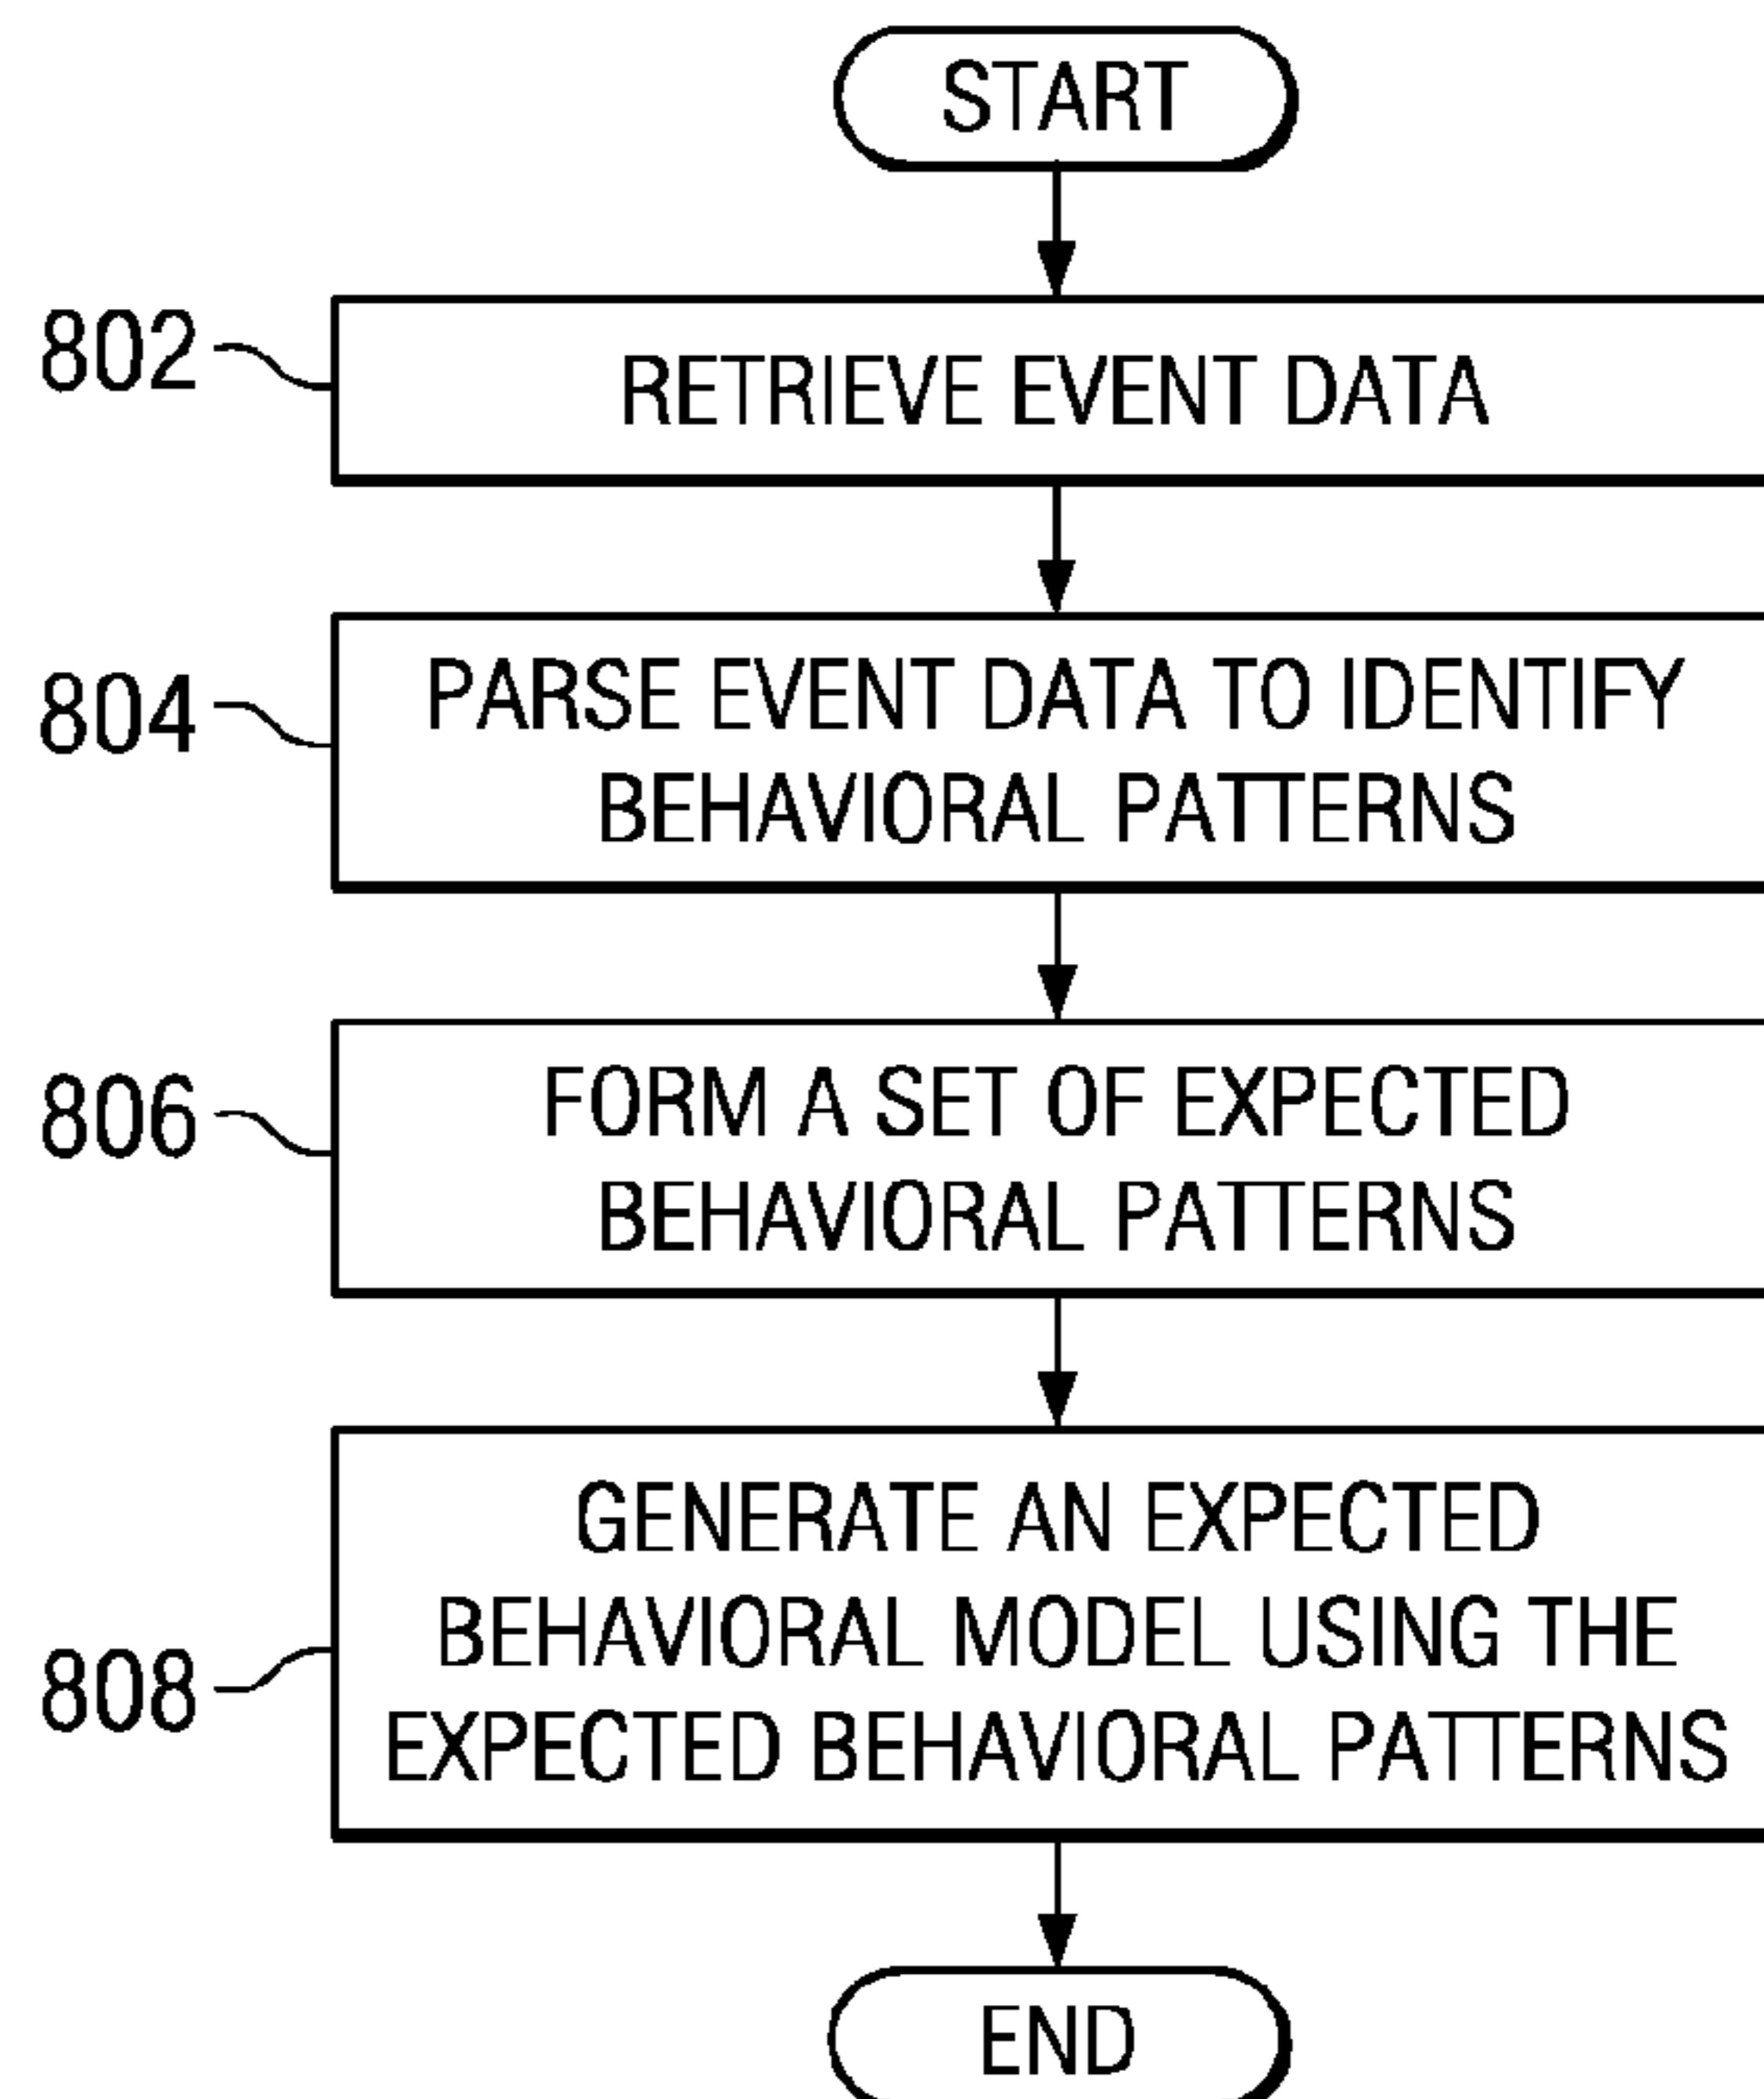 START
802
RETRIEVE EVENT DATA
804
PARSE EVENT DATA TO IDENTIFY
BEHAVIORAL PATTERNS
806
FORM A SET OF EXPECTED
BEHAVIORAL PATTERNS
808
GENERATE AN EXPECTED
BEHAVIORAL MODEL USING THE
EXPECTED BEHAVIORAL PATTERNS
END